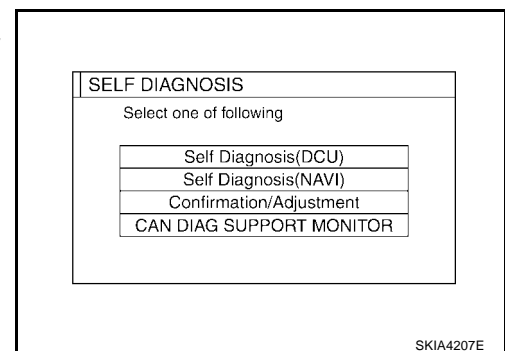 SELF DIAGNOSIS
Select one of following
Self Diagnosis(DCU)
Self Diagnosis(NAVI)
Confirmation/Adjustment
CAN DIAG SUPPORT MONITOR
SKIA4207E